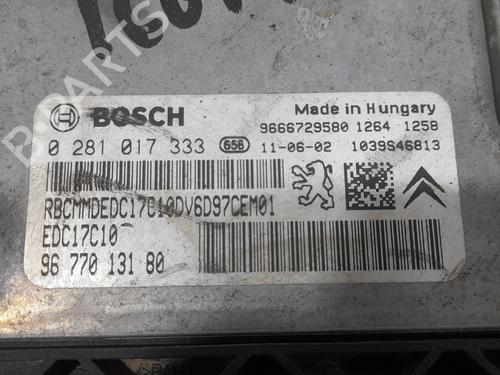 BOSCH
Made in Hungary
9666729580 1264 1258
0 281 017 333 658 11-06-02 1039S46813
RBCMMDEDC17C10DV6D97CEM01
EDC17C10
96 770 131 80